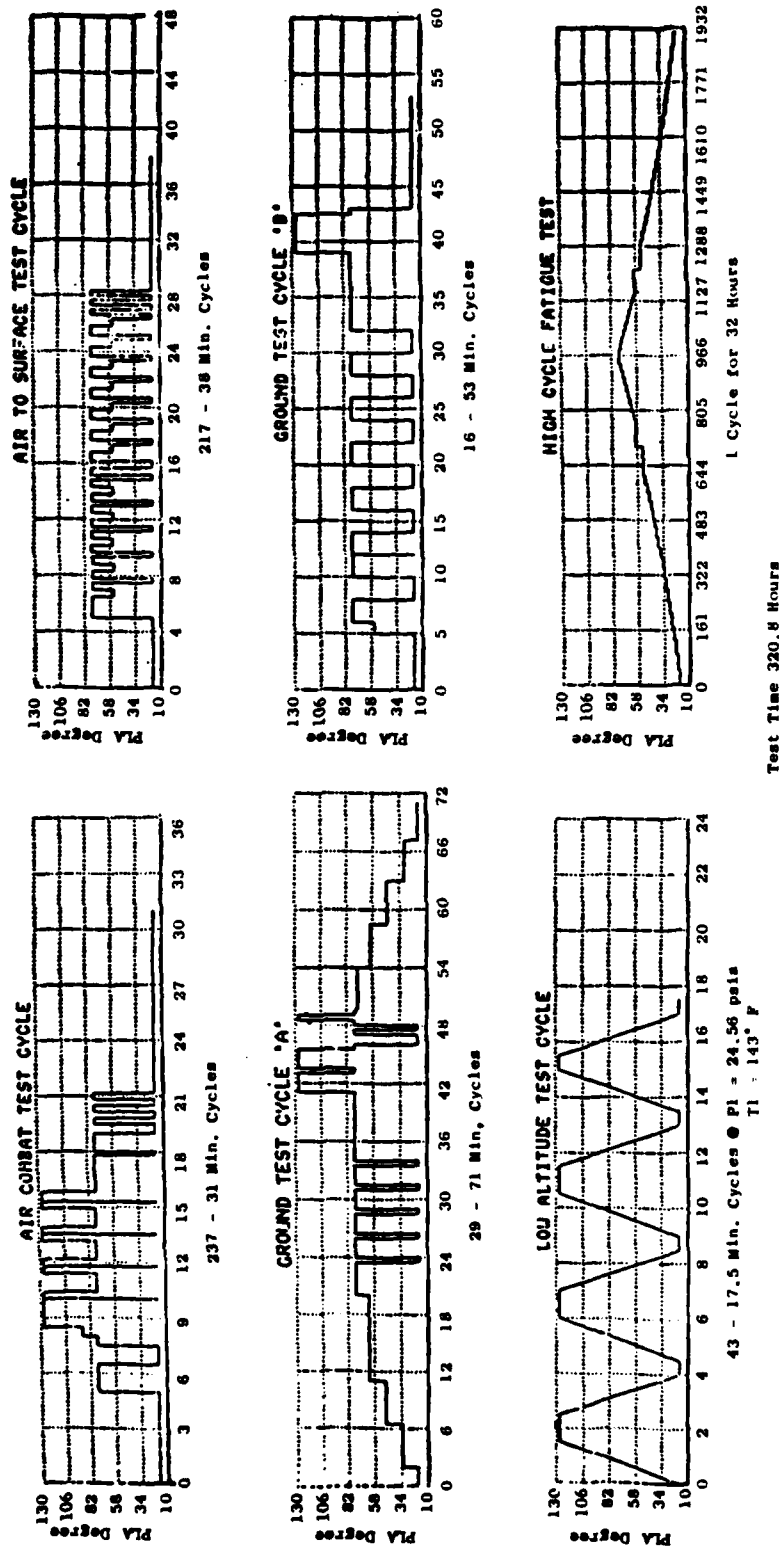 AIR COMBAT TEST CYCLE
PLA Degree
130
106
82
58
34
10
0 3 6 9 12 15 18 21 24 27 30 33 36
237 - 31 Min. Cycles
AIR TO SURFACE TEST CYCLE
PLA Degree
130
106
82
58
34
10
0 4 8 12 16 20 24 28 32 36 40 44 48
217 - 38 Min. Cycles
GROUND TEST CYCLE "A"
PLA Degree
130
106
82
58
34
10
0 6 12 18 24 30 36 42 48 54 60 66 72
29 - 71 Min, Cycles
GROUND TEST CYCLE "B"
PLA Degree
130
106
82
58
34
10
0 5 10 15 20 25 30 35 40 45 50 55 60
16 - 53 Min. Cycles
LOW ALTITUDE TEST CYCLE
PLA Degree
130
106
82
58
34
10
0 2 4 6 8 10 12 14 16 18 20 22 24
43 - 17.5 Min. Cycles @ P1 = 24.56 psia
T1 = 143° F
HIGH CYCLE FATIGUE TEST
PLA Degree
130
106
82
58
34
10
0 161 322 483 644 805 966 1127 1288 1449 1610 1771 1932
1 Cycle for 32 Hours
Test Time 320.8 Hours